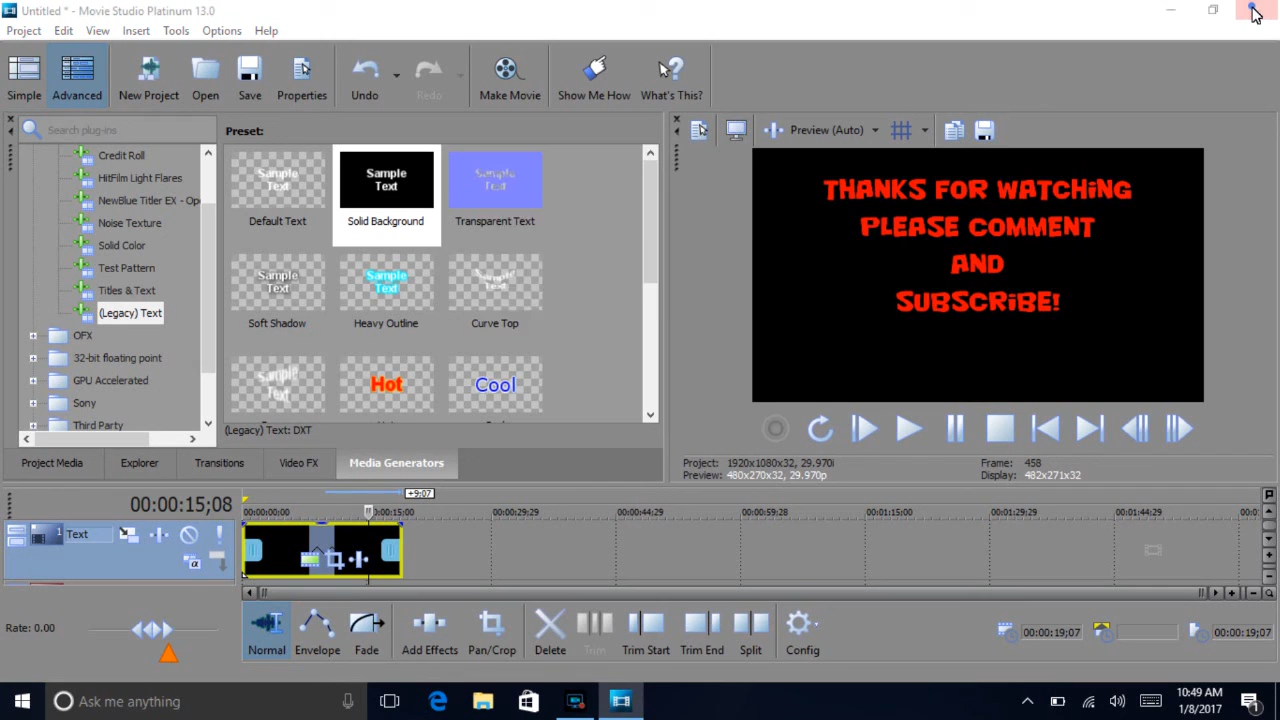 Untitled * - Movie Studio Platinum 13.0
Project Edit View Insert Tools Options Help
Simple Advanced New Project Open Save Properties Undo Redo Make Movie Show Me How What's This?
Search plug-ins
Credit Roll
HitFilm Light Flares
NewBlue Titler EX - Op
Noise Texture
Solid Color
Test Pattern
Titles & Text
(Legacy) Text
OFX
32-bit floating point
GPU Accelerated
Sony
Third Party
Preset:
Sample Text
Sample Text
Sample Text
Default Text Solid Background Transparent Text
Sample Text
Sample Text
Sample Text
Soft Shadow Heavy Outline Curve Top
Sample Text
Hot
Cool
(Legacy) Text: DXT
Preview (Auto)
THANKS FOR WATCHiNG
PLEASE COMMENT
AND
SUBSCRiBE!
Project Media Explorer Transitions Video FX Media Generators
Project: 1920x1080x32, 29.970i
Preview: 480x270x32, 29.970p
Frame: 458
Display: 482x271x32
00:00:15;08
+9:07
00:00:00;00 0:00:15:00 00:00:29;29 00:00:44;29 00:00:59;28 00:01:15;00 00:01:29;29 00:01:44;29 00:0
1 Text
Rate: 0.00
Normal Envelope Fade Add Effects Pan/Crop Delete Trim Trim Start Trim End Split Config
00:00:19;07
00:00:19;07
Ask me anything
10:49 AM
1/8/2017
1